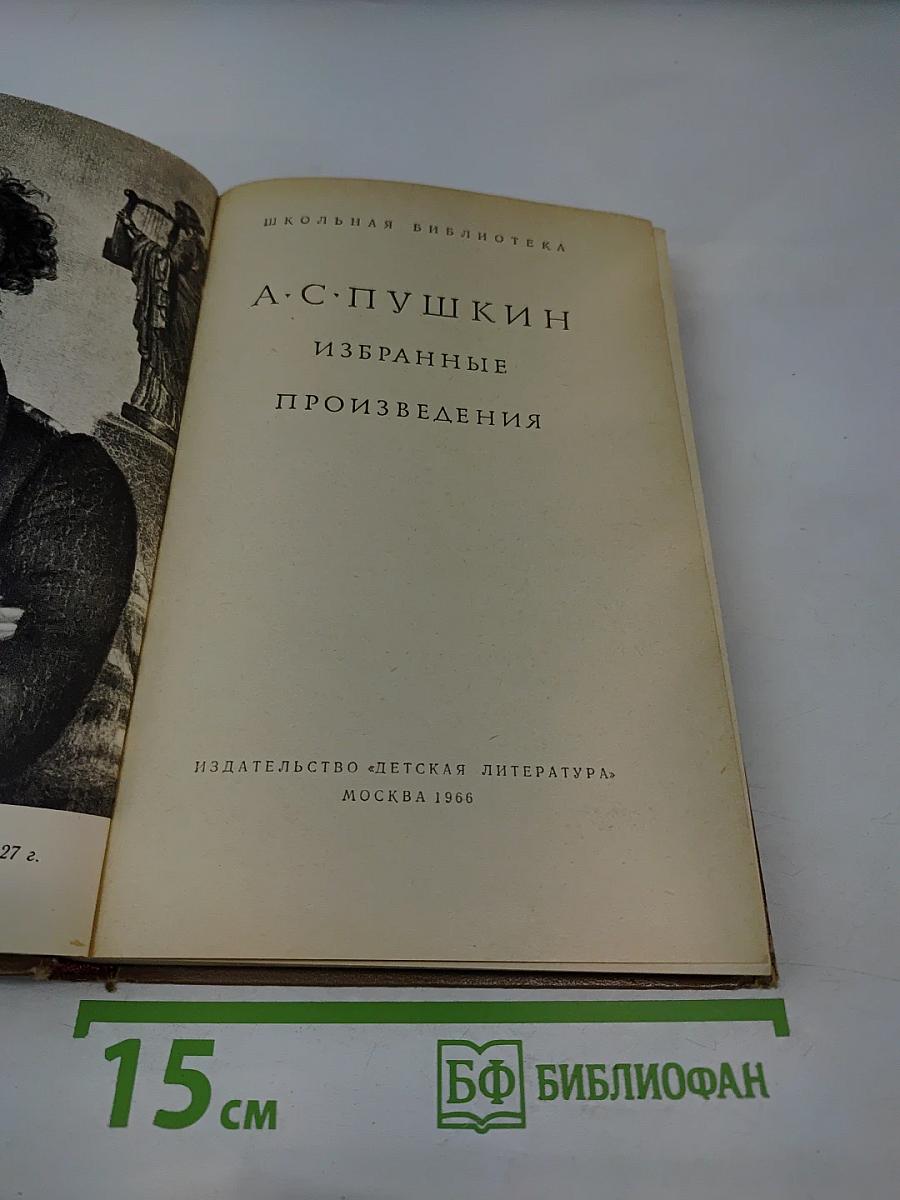 ШКОЛЬНАЯ БИБЛИОТЕКА
А·С·ПУШКИН
ИЗБРАННЫЕ
ПРОИЗВЕДЕНИЯ
ИЗДАТЕЛЬСТВО «ДЕТСКАЯ ЛИТЕРАТУРА»
МОСКВА 1966
27 г.
15 см
БФ БИБЛИОФАН